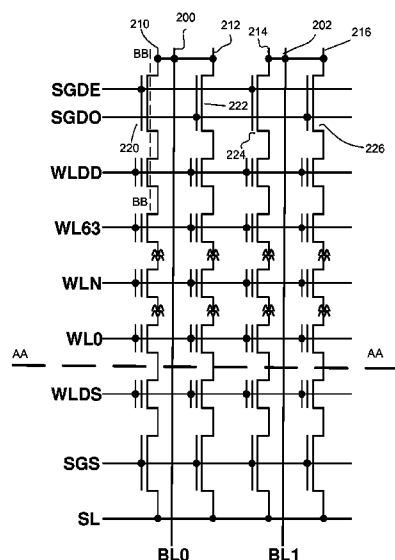 210 200 212 214 202 216
BB
SGDE
222
SGDO
220 224 226
WLDD
BB
WL63
WLN
WL0
AA AA
WLDS
SGS
SL
BL0 BL1